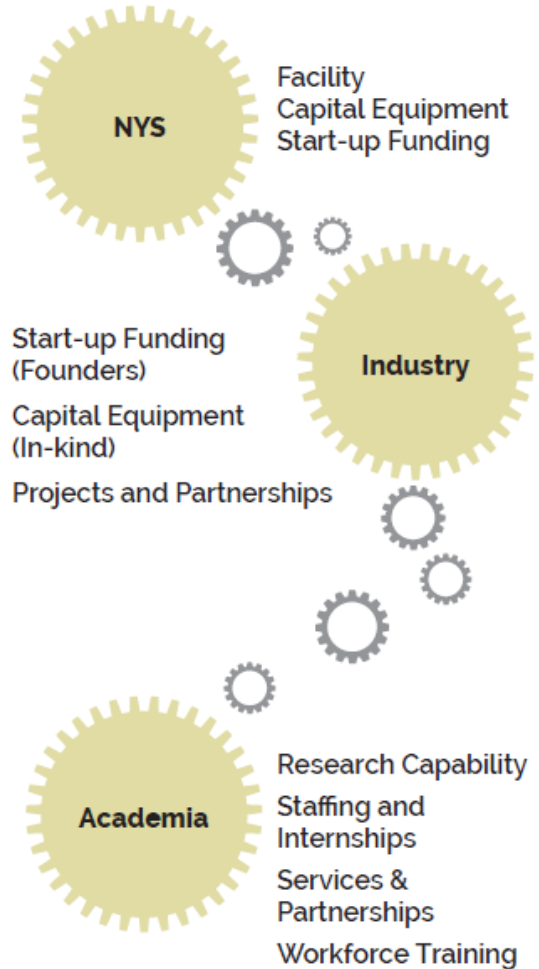 NYS
Facility
Capital Equipment
Start-up Funding
Industry
Start-up Funding
(Founders)
Capital Equipment
(In-kind)
Projects and Partnerships
Academia
Research Capability
Staffing and
Internships
Services &
Partnerships
Workforce Training